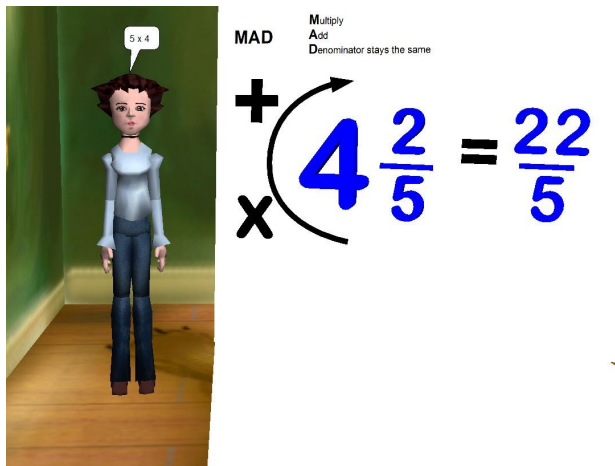 5 x 4
MAD
Multiply
Add
Denominator stays the same
+
x
4 2/5 = 22/5